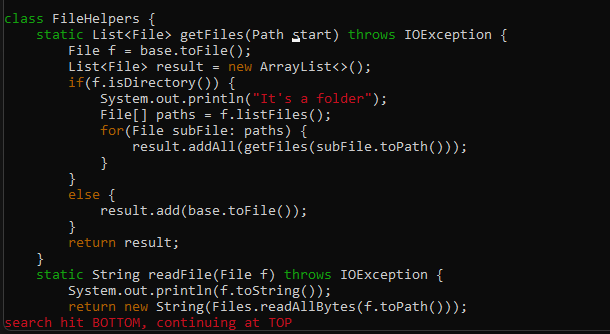 class FileHelpers {
    static List<File> getFiles(Path start) throws IOException {
        File f = base.toFile();
        List<File> result = new ArrayList<>();
        if(f.isDirectory()) {
            System.out.println("It's a folder");
            File[] paths = f.listFiles();
            for(File subFile: paths) {
                result.addAll(getFiles(subFile.toPath()));
            }
        }
        else {
            result.add(base.toFile());
        }
        return result;
    }
    static String readFile(File f) throws IOException {
        System.out.println(f.toString());
        return new String(Files.readAllBytes(f.toPath()));
search hit BOTTOM, continuing at TOP